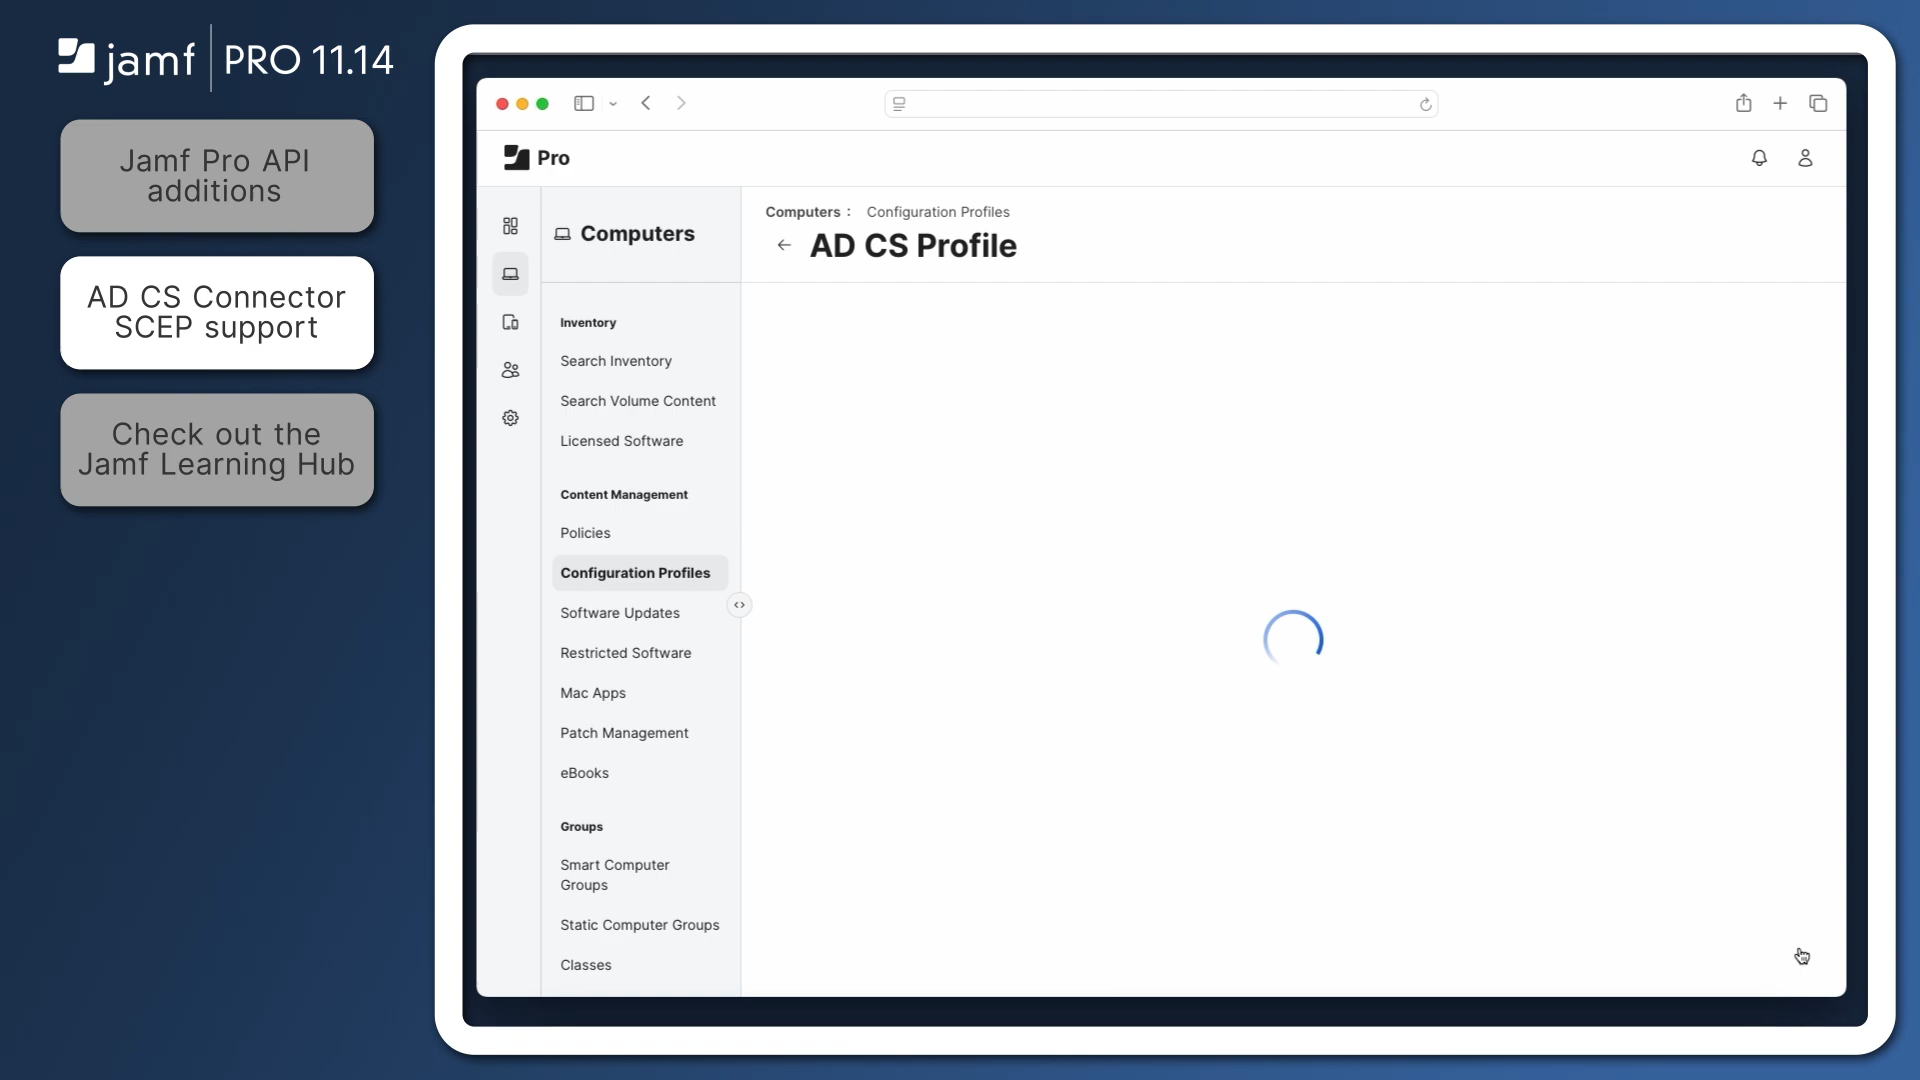 jamf | PRO 11.14
Jamf Pro API
additions
AD CS Connector
SCEP support
Check out the
Jamf Learning Hub
Pro
Computers
Inventory
Search Inventory
Search Volume Content
Licensed Software
Content Management
Policies
Configuration Profiles
Software Updates
Restricted Software
Mac Apps
Patch Management
eBooks
Groups
Smart Computer
Groups
Static Computer Groups
Classes
Computers : Configuration Profiles
AD CS Profile